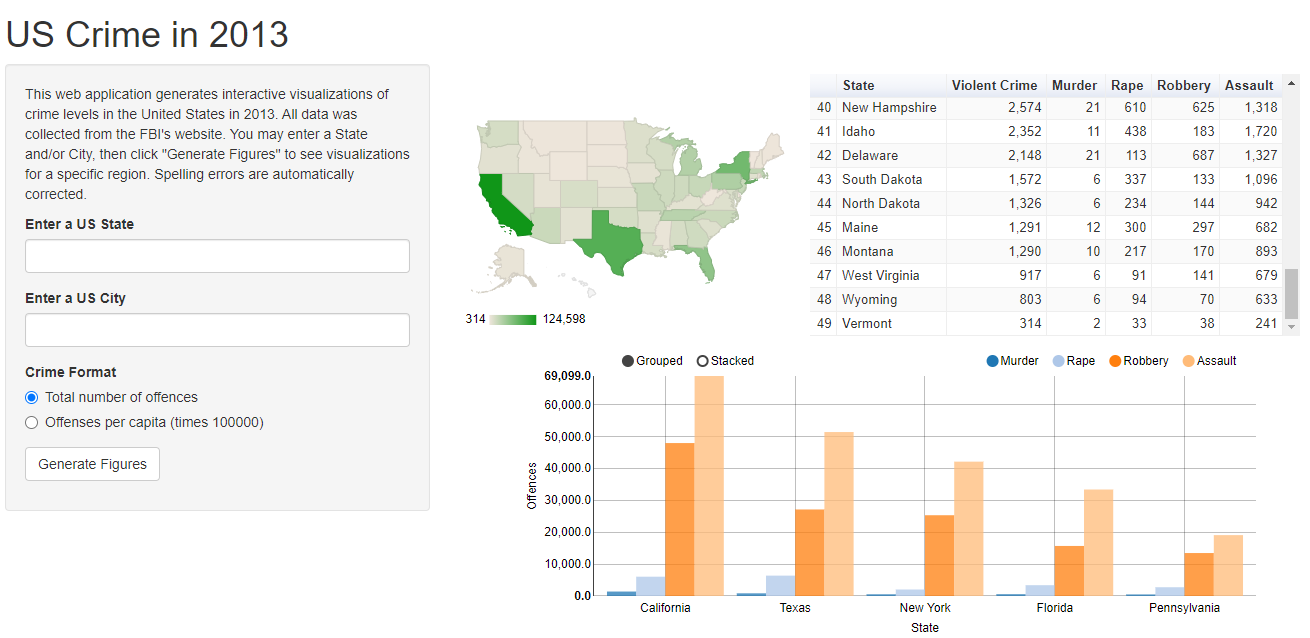 US Crime in 2013
This web application generates interactive visualizations of
crime levels in the United States in 2013. All data was
collected from the FBI's website. You may enter a State
and/or City, then click "Generate Figures" to see visualizations
for a specific region. Spelling errors are automatically
corrected.
Enter a US State
Enter a US City
Crime Format
Total number of offences
Offenses per capita (times 100000)
Generate Figures
314 124,598
State Violent Crime Murder Rape Robbery Assault
40 New Hampshire 2,574 21 610 625 1,318
41 Idaho 2,352 11 438 183 1,720
42 Delaware 2,148 21 113 687 1,327
43 South Dakota 1,572 6 337 133 1,096
44 North Dakota 1,326 6 234 144 942
45 Maine 1,291 12 300 297 682
46 Montana 1,290 10 217 170 893
47 West Virginia 917 6 91 141 679
48 Wyoming 803 6 94 70 633
49 Vermont 314 2 33 38 241
Grouped Stacked Murder Rape Robbery Assault
69,099.0
60,000.0
50,000.0
40,000.0
30,000.0
20,000.0
10,000.0
0.0
Offences
California Texas New York Florida Pennsylvania
State